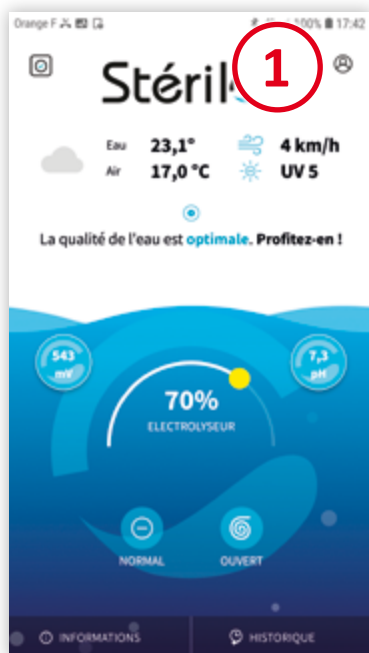 Orange F 100% 17:42
Stéril
1
Eau 23,1° 4 km/h
Air 17,0 °C UV 5
La qualité de l'eau est optimale. Profitez-en !
543 mV
7,3 pH
70%
ELECTROLYSEUR
NORMAL OUVERT
INFORMATIONS HISTORIQUE